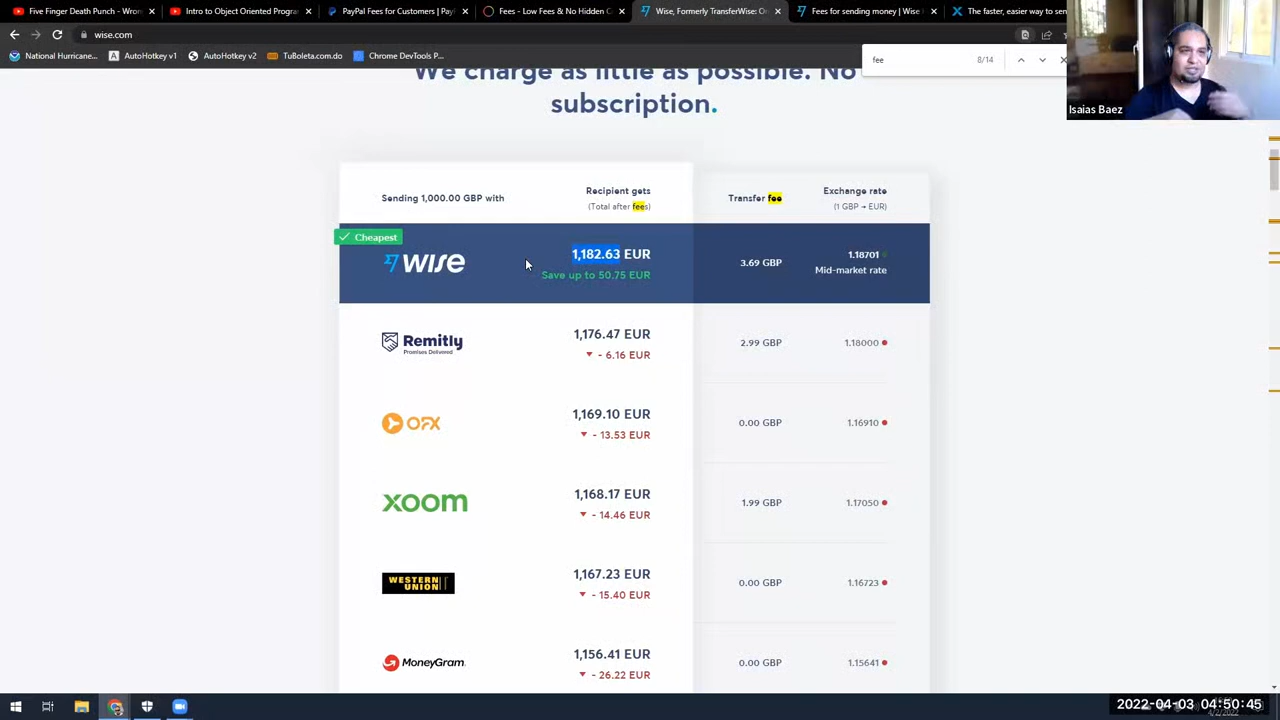 Five Finger Death Punch - Wron
Intro to Object Oriented Progra
PayPal Fees for Customers | Pay
Fees - Low Fees & No Hidden C
Wise, Formerly TransferWise: On
Fees for sending money | Wise
The faster, easier way to sen
wise.com
National Hurricane...
AutoHotkey v1
AutoHotkey v2
TuBoleta.com.do
Chrome DevTools P
fee
8/14
Isaias Baez
We charge as little as possible. No
subscription.
Sending 1,000.00 GBP with
Recipient gets
(Total after fees)
Transfer fee
Exchange rate
(1 GBP → EUR)
Cheapest
WISE
1,182.63 EUR
Save up to 50.75 EUR
3.69 GBP
1.18701
Mid-market rate
Remitly
Promises Delivered
1,176.47 EUR
- 6.16 EUR
2.99 GBP
1.18000
OFX
1,169.10 EUR
- 13.53 EUR
0.00 GBP
1.16910
xoom
1,168.17 EUR
- 14.46 EUR
1.99 GBP
1.17050
WESTERN
UNION
1,167.23 EUR
- 15.40 EUR
0.00 GBP
1.16723
MoneyGram
1,156.41 EUR
- 26.22 EUR
0.00 GBP
1.15641
2022-04-03 04:50:45